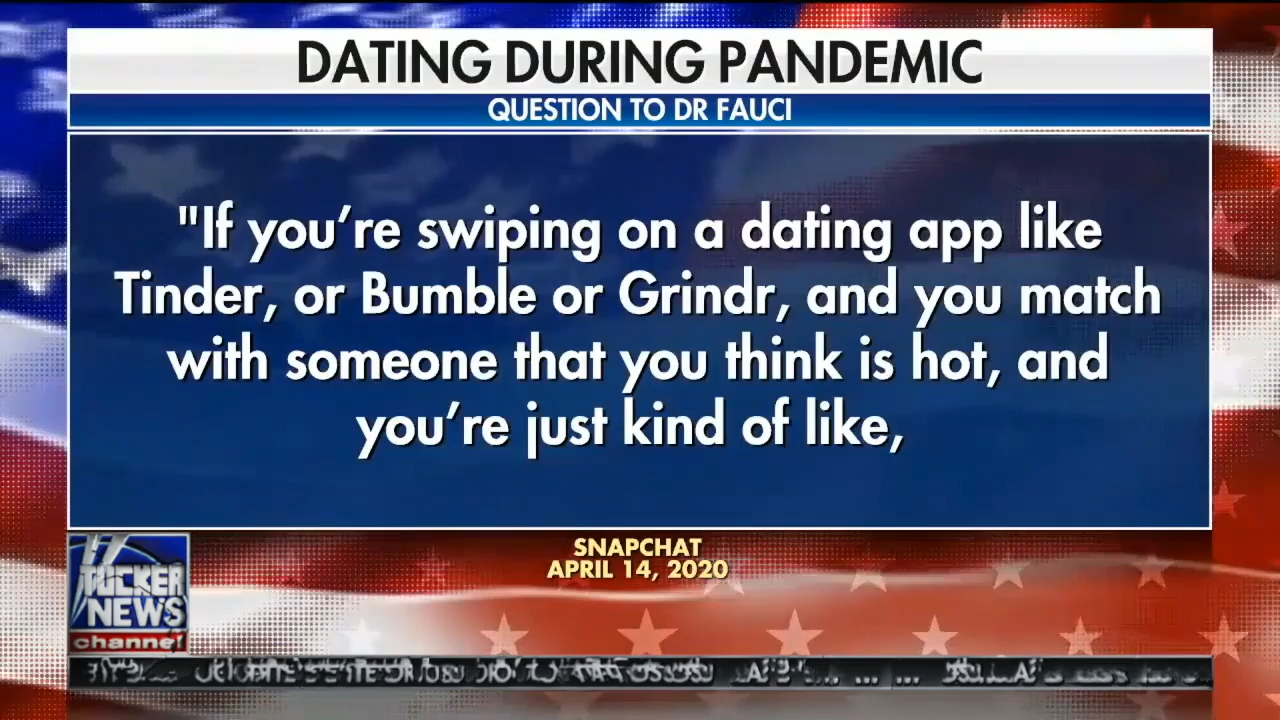 DATING DURING PANDEMIC
QUESTION TO DR FAUCI
"If you’re swiping on a dating app like
Tinder, or Bumble or Grindr, and you match
with someone that you think is hot, and
you’re just kind of like,
SNAPCHAT
APRIL 14, 2020
TUCKER
NEWS
channel